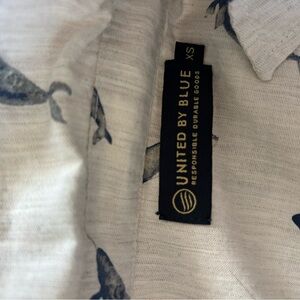 XS
UNITED BY BLUE
RESPONSIBLE DURABLE GOODS